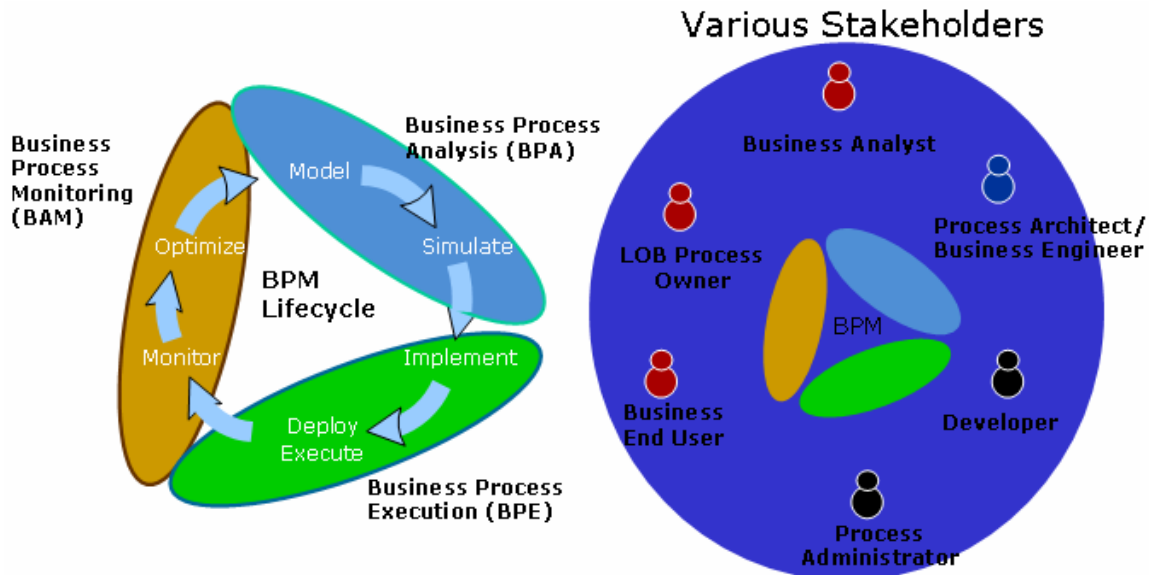 Various Stakeholders
Business
Process
Monitoring
(BAM)
Business Process
Analysis (BPA)
Model
Simulate
Optimize
BPM
Lifecycle
Monitor
Implement
Deploy
Execute
Business Process
Execution (BPE)
Business Analyst
Process Architect/
Business Engineer
LOB Process
Owner
BPM
Business
End User
Developer
Process
Administrator